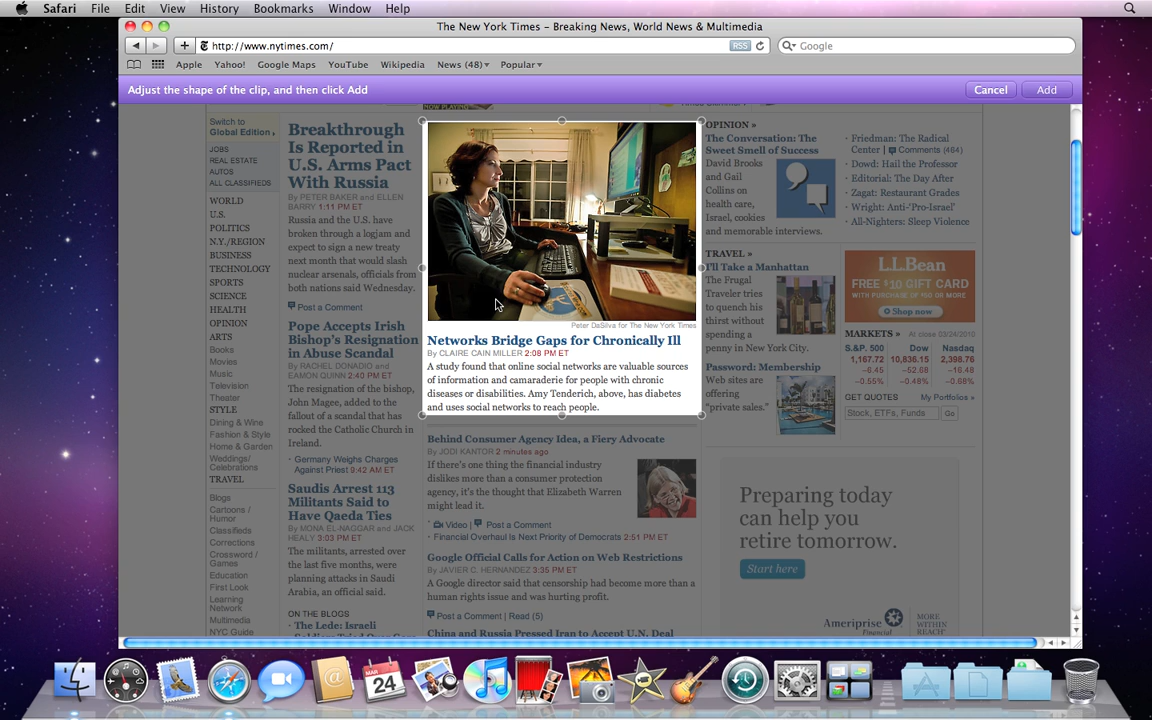 Safari File Edit View History Bookmarks Window Help
The New York Times – Breaking News, World News & Multimedia
http://www.nytimes.com/ RSS Google
Apple Yahoo! Google Maps YouTube Wikipedia News (48) Popular
Adjust the shape of the clip, and then click Add Cancel Add
Switch to
Global Edition
JOBS
REAL ESTATE
AUTOS
ALL CLASSIFIEDS
WORLD
U.S.
POLITICS
N.Y./REGION
BUSINESS
TECHNOLOGY
SPORTS
SCIENCE
HEALTH
OPINION
ARTS
Books
Movies
Music
Television
Theater
STYLE
Dining & Wine
Fashion & Style
Home & Garden
Weddings/
Celebrations
TRAVEL
Blogs
Cartoons /
Humor
Classifieds
Corrections
Crossword /
Games
Education
First Look
Learning
Network
Multimedia
NYC Guide
Breakthrough
Is Reported in
U.S. Arms Pact
With Russia
By PETER BAKER and ELLEN
BARRY 1:11 PM ET
Russia and the U.S. have
broken through a logjam and
expect to sign a new treaty
next month that would slash
nuclear arsenals, officials from
both nations said Wednesday.
Post a Comment
Pope Accepts Irish
Bishop's Resignation
in Abuse Scandal
By RACHEL DONADIO and
EAMON QUINN 2:40 PM ET
The resignation of the bishop,
John Magee, added to the
fallout of a scandal that has
rocked the Catholic Church in
Ireland.
Germany Weighs Charges
Against Priest 9:42 AM ET
Saudis Arrest 113
Militants Said to
Have Qaeda Ties
By MONA EL-NAGGAR and JACK
HEALY 3:03 PM ET
The militants, arrested over
the last five months, were
planning attacks in Saudi
Arabia, an official said.
ON THE BLOGS
The Lede: Israeli
NOW PLAYING
Peter DaSilva for The New York Times
Networks Bridge Gaps for Chronically Ill
By CLAIRE CAIN MILLER 2:08 PM ET
A study found that online social networks are valuable sources
of information and camaraderie for people with chronic
diseases or disabilities. Amy Tenderich, above, has diabetes
and uses social networks to reach people.
Behind Consumer Agency Idea, a Fiery Advocate
By JODI KANTOR 2 minutes ago
If there's one thing the financial industry
dislikes more than a consumer protection
agency, it's the thought that Elizabeth Warren
might lead it.
Video | Post a Comment
Financial Overhaul Is Next Priority of Democrats 2:51 PM ET
Google Official Calls for Action on Web Restrictions
By JAVIER C. HERNANDEZ 3:35 PM ET
A Google director said that censorship had become more than a
human rights issue and was hurting profit.
Post a Comment | Read (5)
China and Russia Pressed Iran to Accept U.N. Deal
OPINION »
The Conversation: The
Sweet Smell of Success
David Brooks
and Gail
Collins on
health care,
Israel, cookies
and memorable interviews.
Friedman: The Radical
Center | Comments (464)
Dowd: Hail the Professor
Editorial: The Day After
Zagat: Restaurant Grades
Wright: Anti-'Pro-Israel'
All-Nighters: Sleep Violence
TRAVEL »
I'll Take a Manhattan
The Frugal
Traveler tries
to quench his
thirst without
spending a
penny in New York City.
Password: Membership
Web sites are
offering
"private sales."
L.L.Bean
FREE $10 GIFT CARD
WITH PURCHASE OF $50 OR MORE
Shop now
MARKETS » At close 03/24/2010
S.&P. 500 Dow Nasdaq
1,167.72 10,836.15 2,398.76
–6.45 –52.68 –16.48
–0.55% –0.48% –0.68%
GET QUOTES My Portfolios »
Stock, ETFs, Funds Go
Preparing today
can help you
retire tomorrow.
Start here
Ameriprise
Financial
MORE
WITHIN
REACH
MAR
24